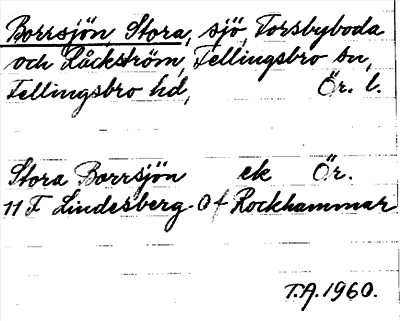 Borrsjön, Stora, sjö, Torsbyboda
och Råckström, Fellingsbro sn,
Fellingsbro hd, Ör. l.
Stora Borrsjön ek Ör.
11 F Lindesberg Of Rockhammar
T.A. 1960.